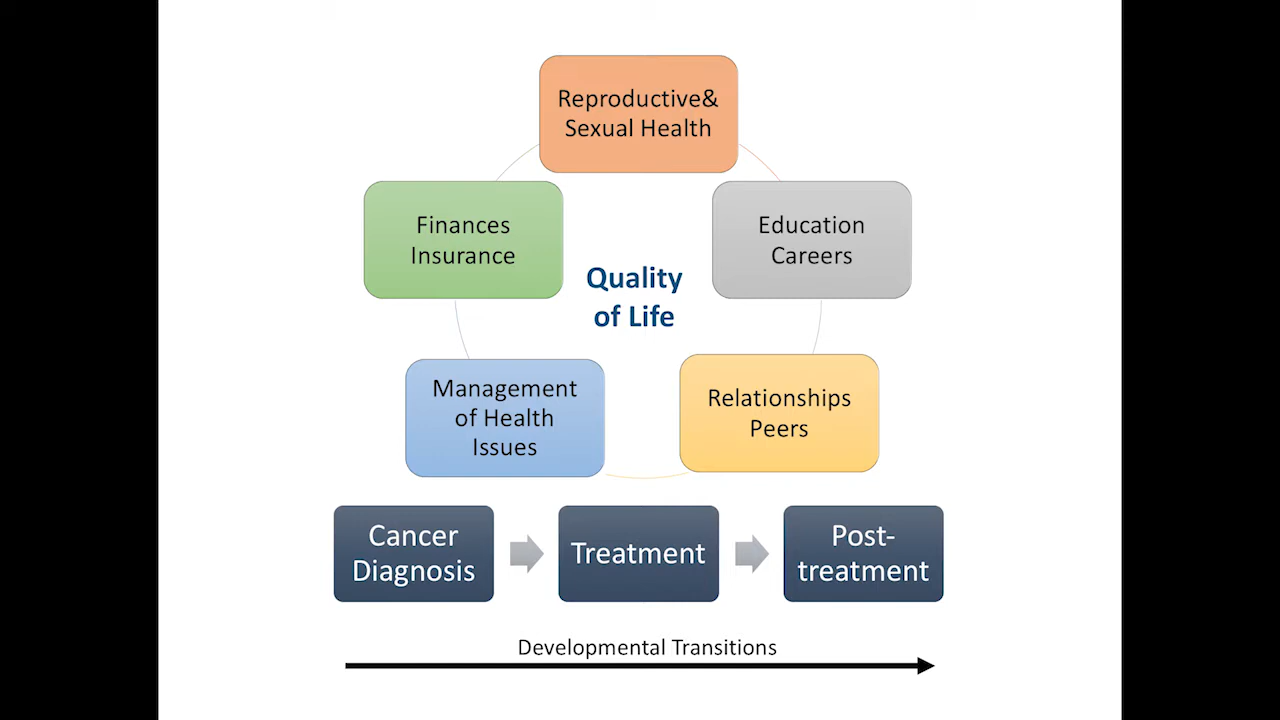 Reproductive&
Sexual Health
Finances
Insurance
Education
Careers
Quality
of Life
Management
of Health
Issues
Relationships
Peers
Cancer
Diagnosis
Treatment
Post-
treatment
Developmental Transitions